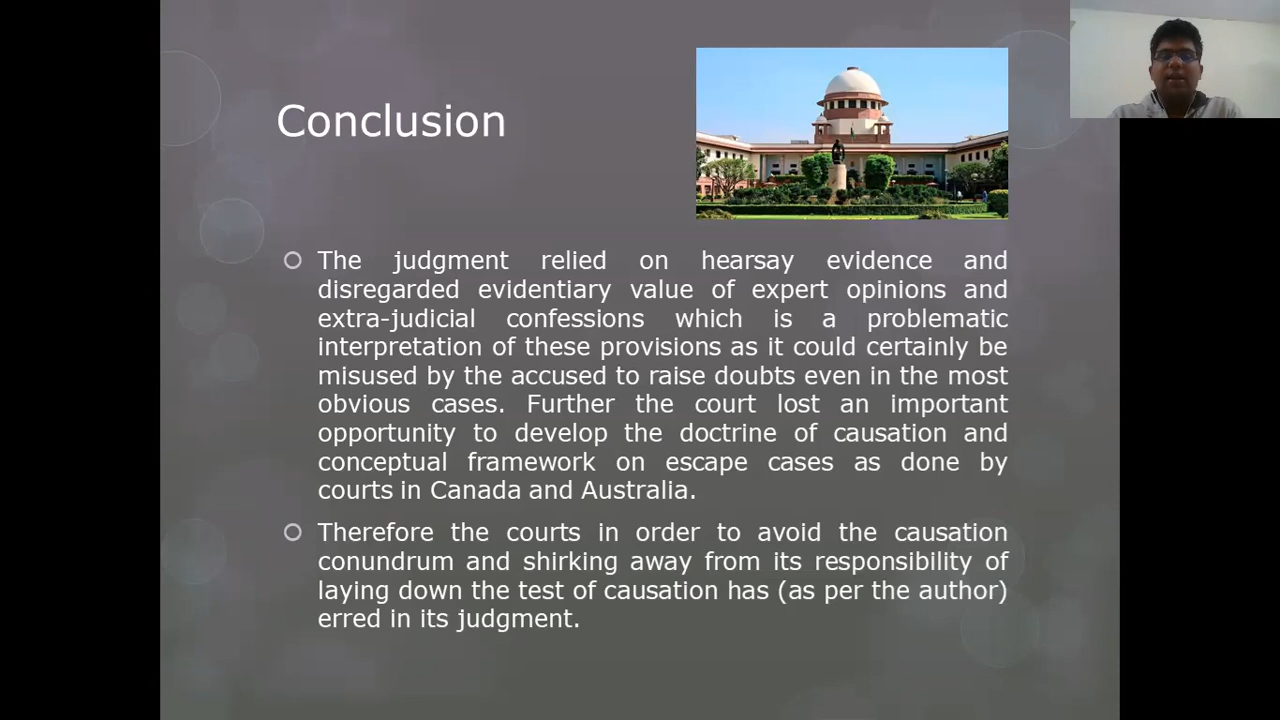 Conclusion
The judgment relied on hearsay evidence and
disregarded evidentiary value of expert opinions and
extra-judicial confessions which is a problematic
interpretation of these provisions as it could certainly be
misused by the accused to raise doubts even in the most
obvious cases. Further the court lost an important
opportunity to develop the doctrine of causation and
conceptual framework on escape cases as done by
courts in Canada and Australia.
Therefore the courts in order to avoid the causation
conundrum and shirking away from its responsibility of
laying down the test of causation has (as per the author)
erred in its judgment.